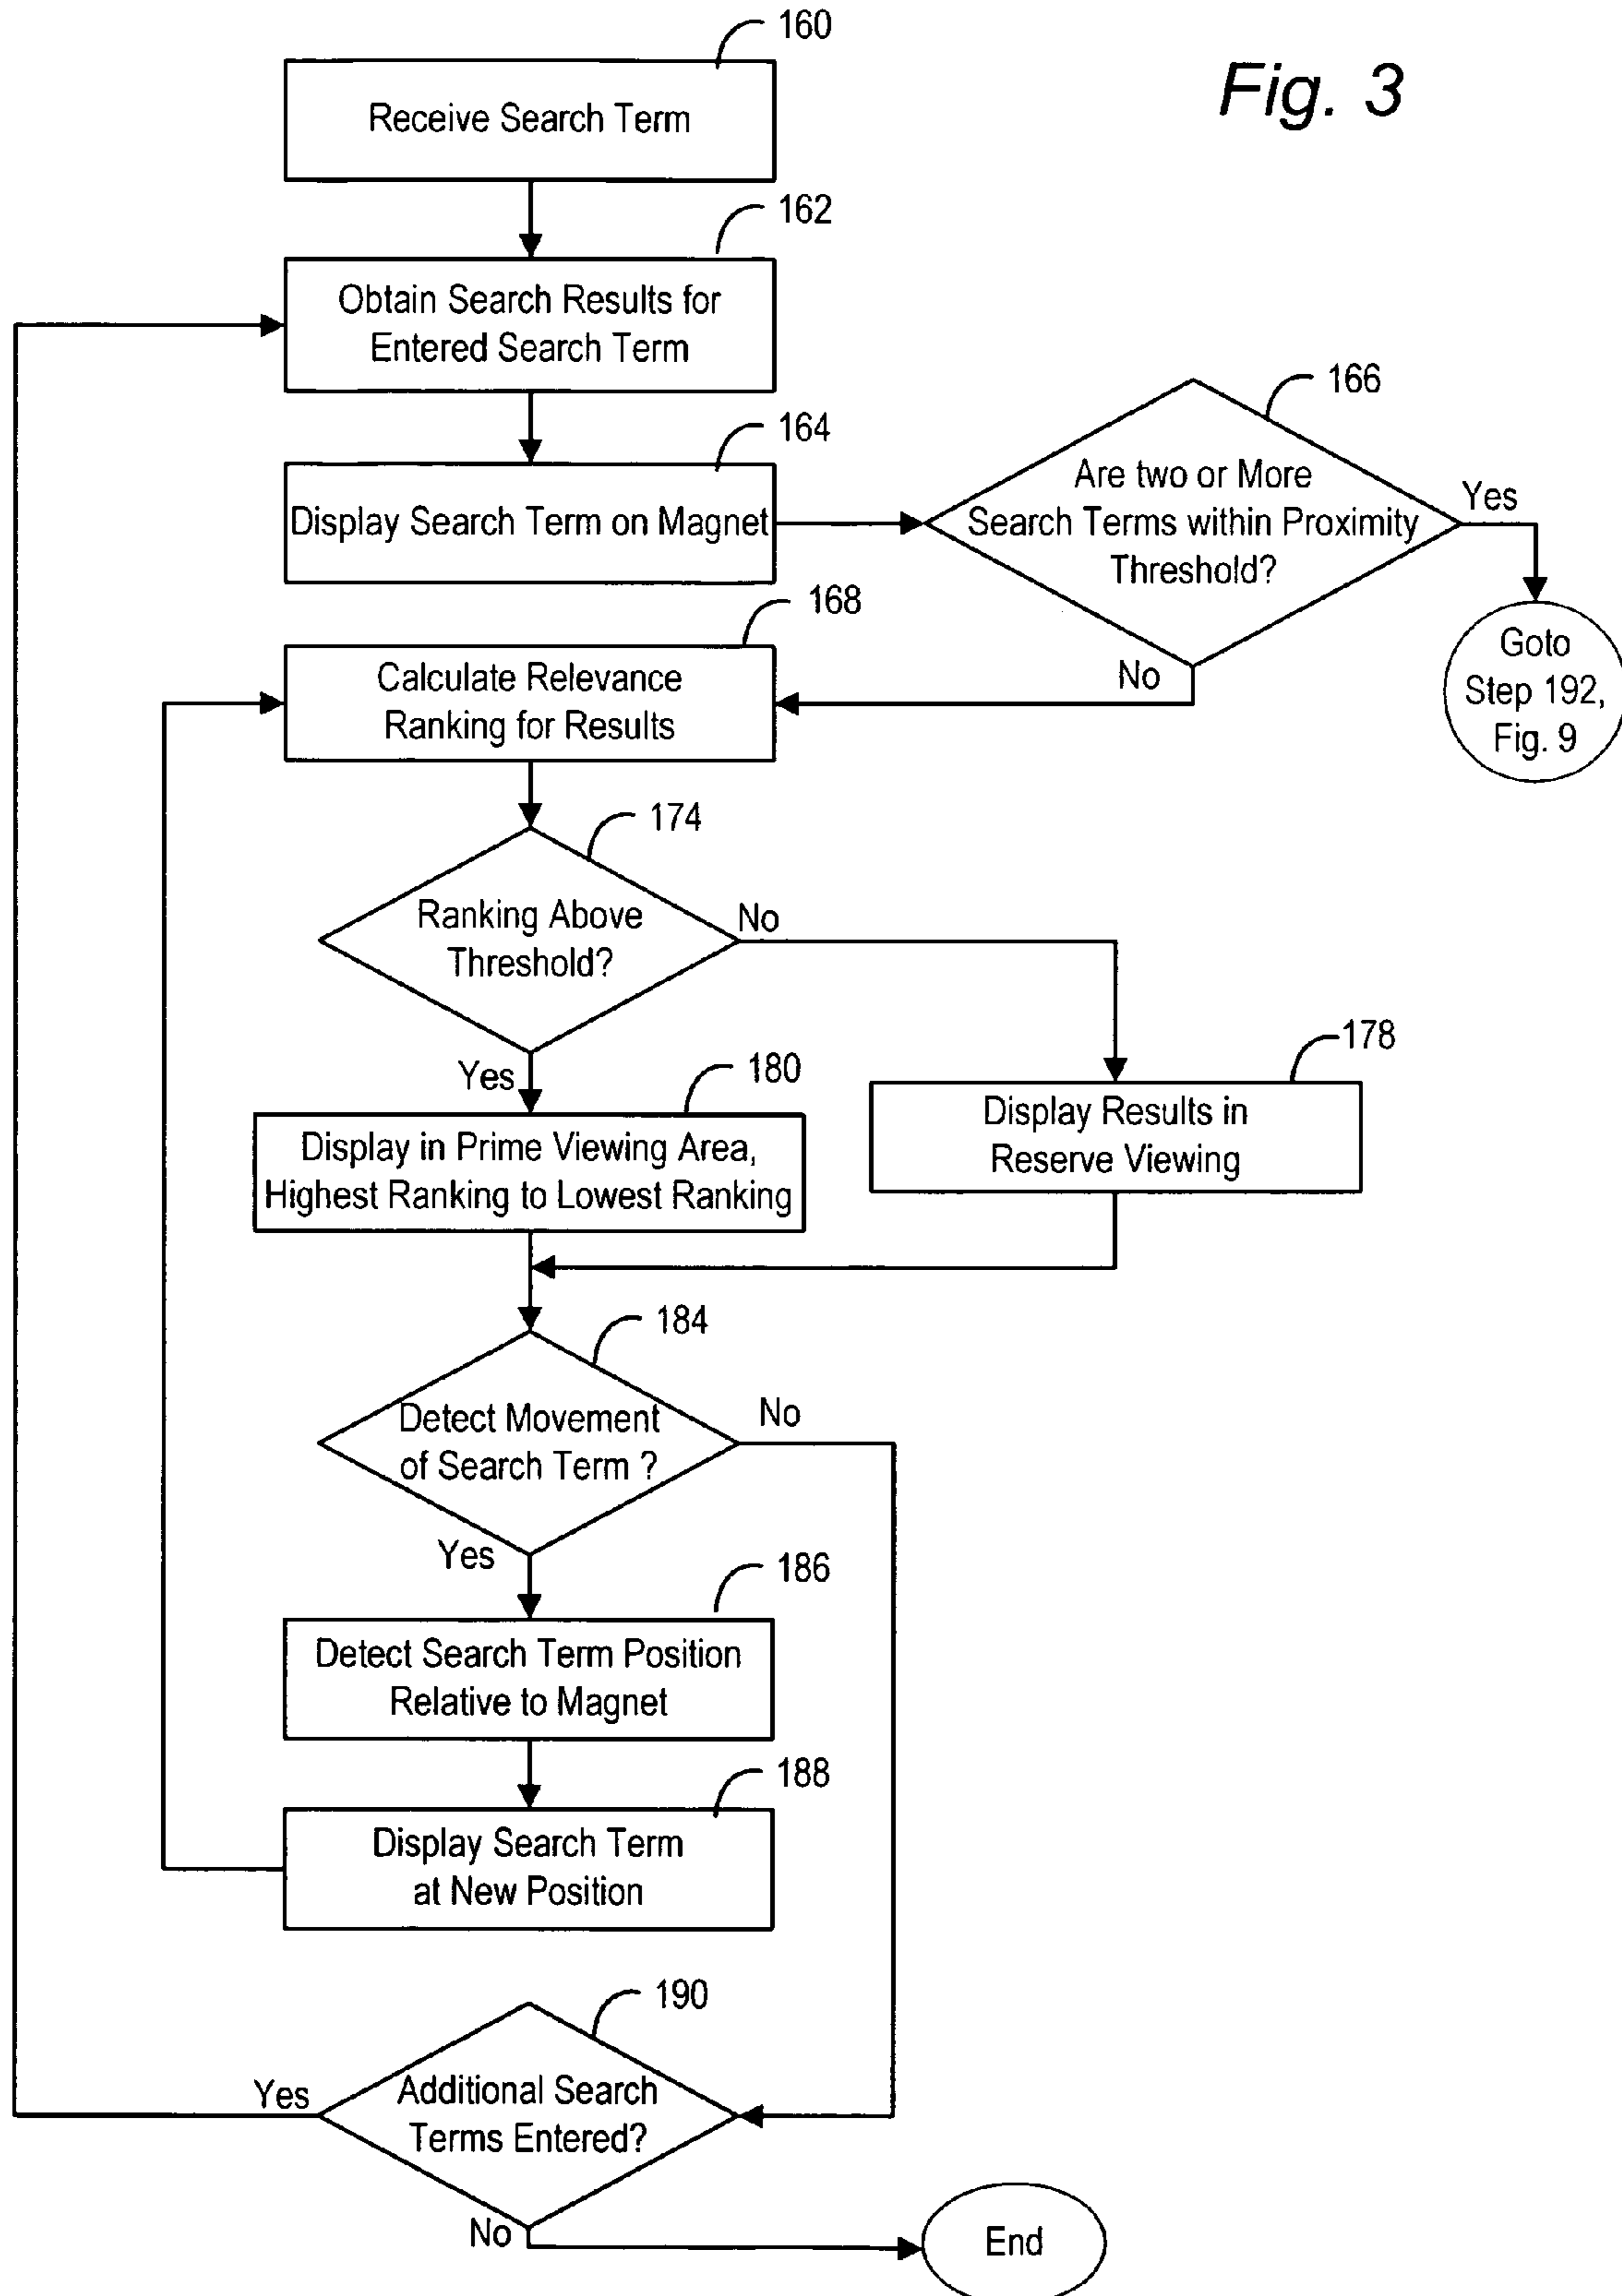 160
Fig. 3
Receive Search Term
162
Obtain Search Results for
Entered Search Term
164
166
Display Search Term on Magnet
Are two or More
Search Terms within Proximity
Threshold?
Yes
168
No
Goto
Step 192,
Fig. 9
Calculate Relevance
Ranking for Results
174
Ranking Above
Threshold?
No
Yes
180
178
Display in Prime Viewing Area,
Highest Ranking to Lowest Ranking
Display Results in
Reserve Viewing
184
Detect Movement
of Search Term ?
No
Yes
186
Detect Search Term Position
Relative to Magnet
188
Display Search Term
at New Position
190
Yes
Additional Search
Terms Entered?
No
End